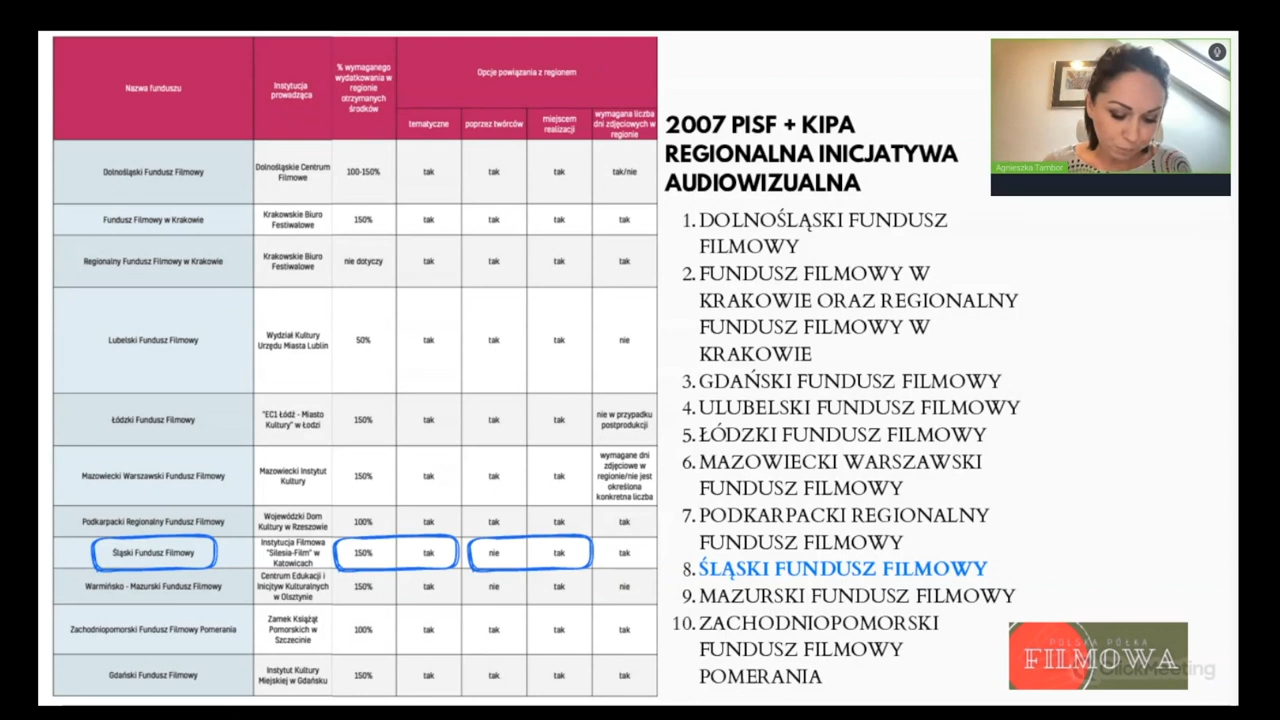 Nazwa funduszu
Instytucja
prowadząca
% wymaganego
wydatkowania w
regionie
otrzymanych
środków
Opcje powiązania z regionem
tematyczne
poprzez twórców
miejscem
realizacji
wymagana liczba
dni zdjęciowych w
regionie
Dolnośląski Fundusz Filmowy
Dolnośląskie Centrum
Filmowe
100-150%
tak
tak
tak
tak/nie
Fundusz Filmowy w Krakowie
Krakowskie Biuro
Festiwalowe
150%
tak
tak
tak
tak
Regionalny Fundusz Filmowy w Krakowie
Krakowskie Biuro
Festiwalowe
nie dotyczy
tak
tak
tak
tak
Lubelski Fundusz Filmowy
Wydział Kultury
Urzędu Miasta Lublin
50%
tak
tak
tak
nie
Łódzki Fundusz Filmowy
"EC1 Łódź - Miasto
Kultury" w Łodzi
150%
tak
tak
tak
nie w przypadku
postprodukcji
Mazowiecki Warszawski Fundusz Filmowy
Mazowiecki Instytut
Kultury
150%
tak
tak
tak
wymagane dni
zdjęciowe w
regionie/nie jest
określona
konkretna liczba
Podkarpacki Regionalny Fundusz Filmowy
Wojewódzki Dom
Kultury w Rzeszowie
100%
tak
tak
tak
tak
Śląski Fundusz Filmowy
Instytucja Filmowa
"Silesia-Film" w
Katowicach
150%
tak
nie
tak
tak
Warmińsko - Mazurski Fundusz Filmowy
Centrum Edukacji i
Inicjtyw Kulturalnych
w Olsztynie
150%
tak
nie
tak
nie
Zachodniopomorski Fundusz Filmowy Pomerania
Zamek Książąt
Pomorskich w
Szczecinie
100%
tak
tak
tak
tak
Gdański Fundusz Filmowy
Instytut Kultury
Miejskiej w Gdańsku
150%
tak
tak
tak
tak
2007 PISF + KIPA
REGIONALNA INICJATYWA
AUDIOWIZUALNA
1. DOLNOŚLĄSKI FUNDUSZ
FILMOWY
2. FUNDUSZ FILMOWY W
KRAKOWIE ORAZ REGIONALNY
FUNDUSZ FILMOWY W
KRAKOWIE
3. GDAŃSKI FUNDUSZ FILMOWY
4. ULUBELSKI FUNDUSZ FILMOWY
5. ŁÓDZKI FUNDUSZ FILMOWY
6. MAZOWIECKI WARSZAWSKI
FUNDUSZ FILMOWY
7. PODKARPACKI REGIONALNY
FUNDUSZ FILMOWY
8. ŚLĄSKI FUNDUSZ FILMOWY
9. MAZURSKI FUNDUSZ FILMOWY
10. ZACHODNIOPOMORSKI
FUNDUSZ FILMOWY
POMERANIA
Agnieszka Tambor
POLSKA PÓŁKA
FILMOWA
ClickMeeting